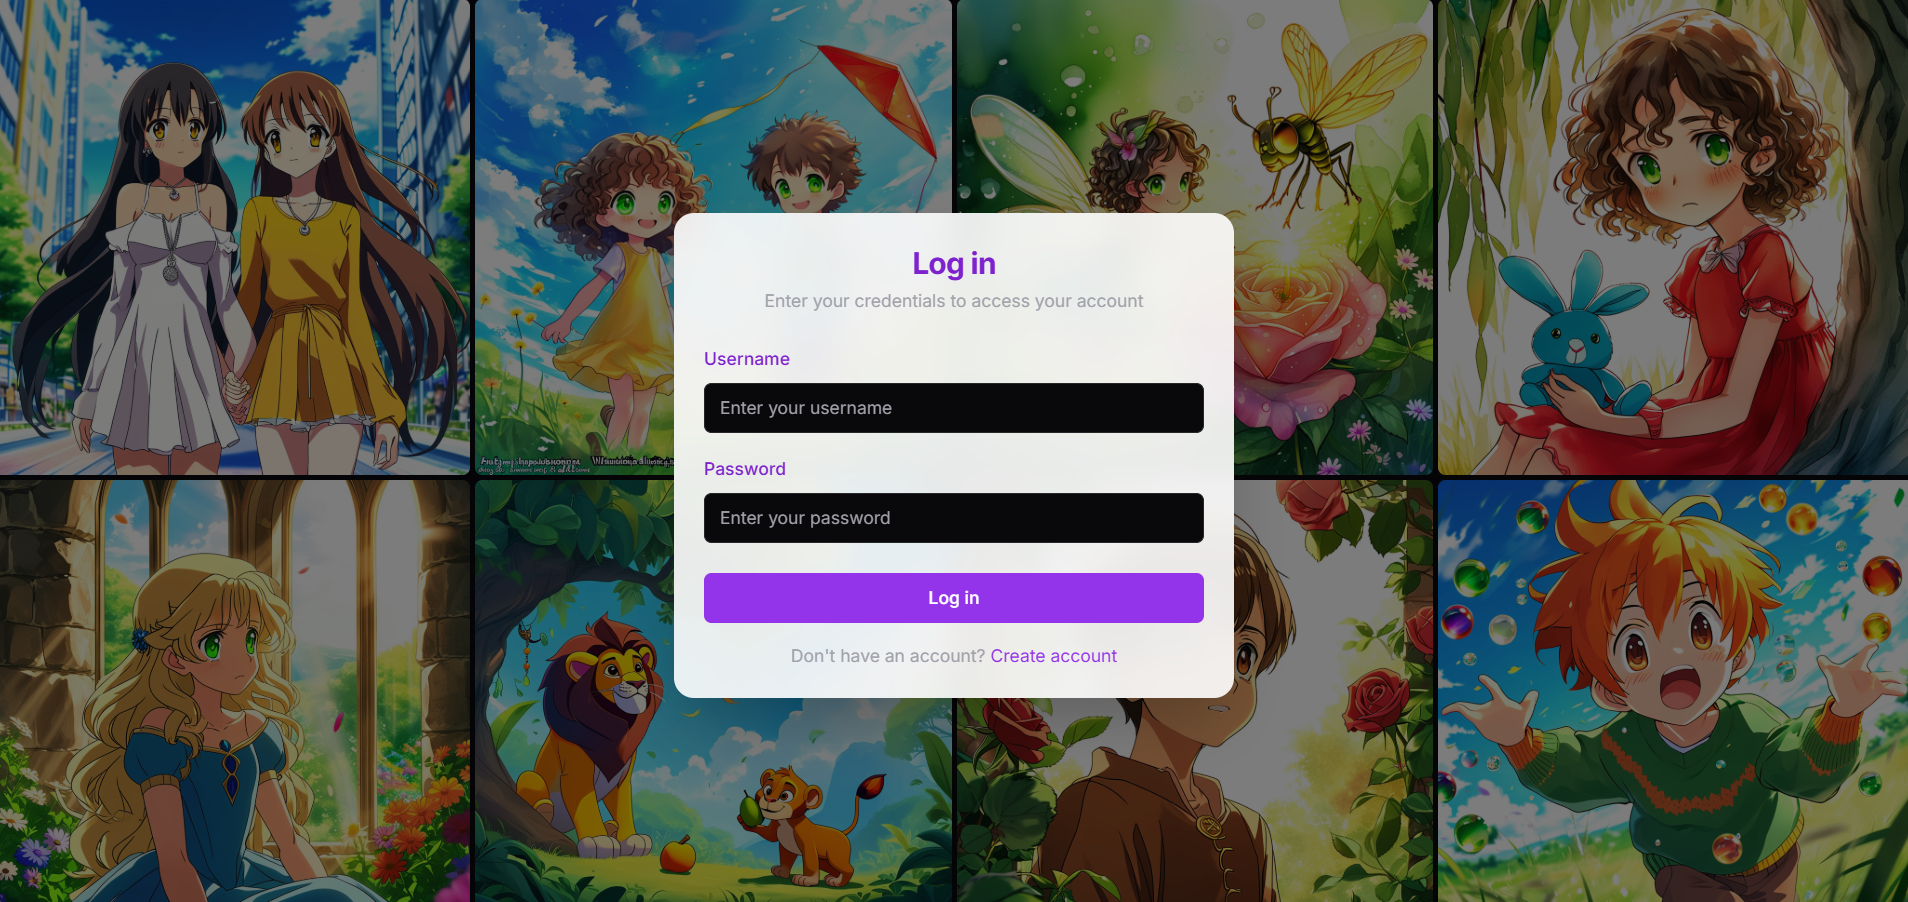 Log in
Enter your credentials to access your account
Username
Enter your username
Password
Enter your password
Log in
Don't have an account? Create account